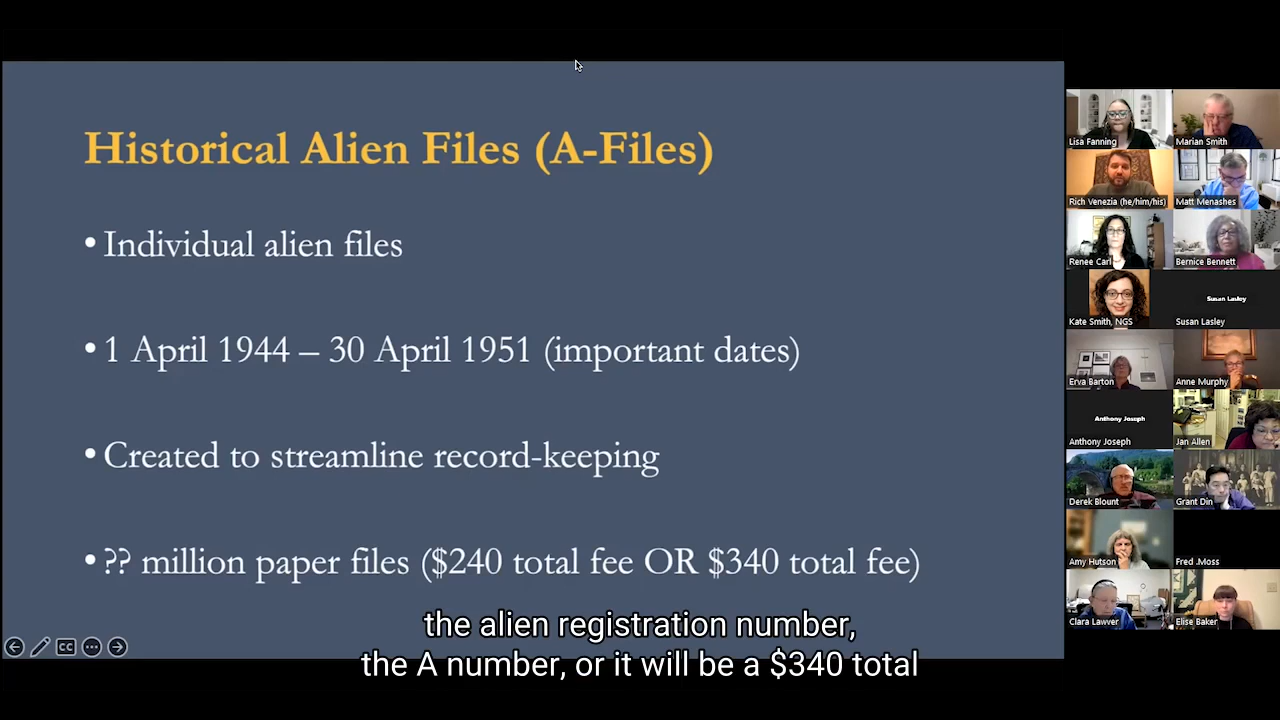 Historical Alien Files (A-Files)
• Individual alien files
• 1 April 1944 – 30 April 1951 (important dates)
• Created to streamline record-keeping
• ?? million paper files ($240 total fee OR $340 total fee)
the alien registration number,
the A number, or it will be a $340 total
CC
Lisa Fanning
Marian Smith
Rich Venezia (he/him/his)
Matt Menashes
Renee Carl
Bernice Bennett
Kate Smith, NGS
Susan Lasley
Susan Lasley
Erva Barton
Anne Murphy
Anthony Joseph
Anthony Joseph
Jan Allen
Derek Blount
Grant Din
Amy Hutson
Fred .Moss
Clara Lawver
Elise Baker